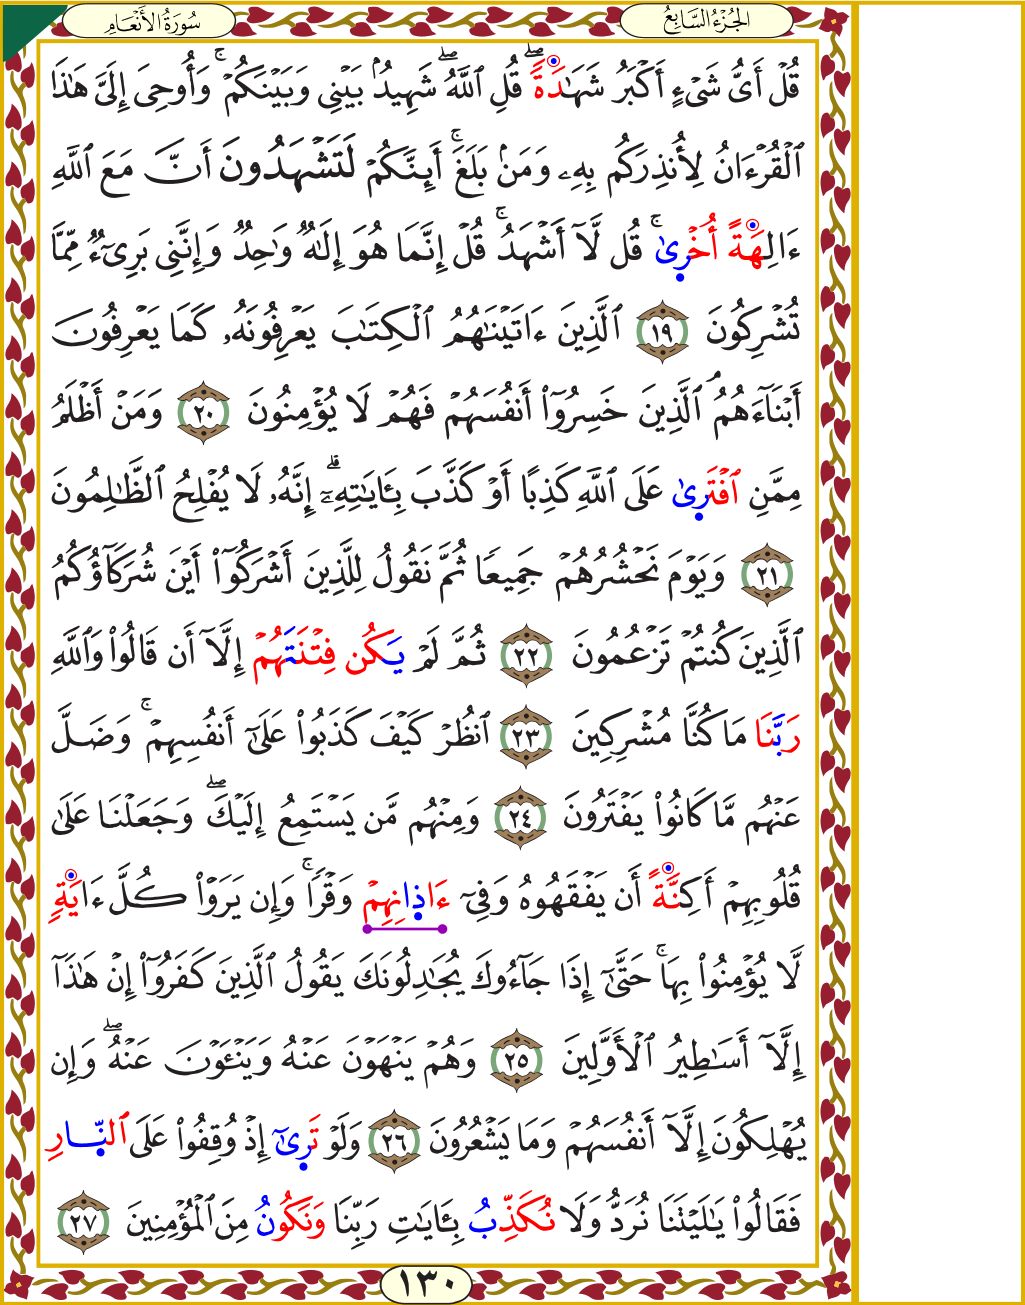 الجُزْءُ السَّابِعُ
سُورَةُ الأَنْعَامِ
قُلْ أَىُّ شَىْءٍ أَكْبَرُ شَهَٰدَةًۖ قُلِ ٱللَّهُۖ شَهِيدُۢ بَيْنِى وَبَيْنَكُمْۚ وَأُوحِىَ إِلَىَّ هَٰذَا
ٱلْقُرْءَانُ لِأُنذِرَكُم بِهِۦ وَمَنۢ بَلَغَۚ أَئِنَّكُمْ لَتَشْهَدُونَ أَنَّ مَعَ ٱللَّهِ
ءَالِهَةً أُخْرِىٰۚ قُل لَّآ أَشْهَدُۚ قُلْ إِنَّمَا هُوَ إِلَٰهٌ وَٰحِدٌ وَإِنَّنِى بَرِىٓءٌ مِّمَّا
تُشْرِكُونَ ١٩ ٱلَّذِينَ ءَاتَيْنَٰهُمُ ٱلْكِتَٰبَ يَعْرِفُونَهُۥ كَمَا يَعْرِفُونَ
أَبْنَآءَهُمُۘ ٱلَّذِينَ خَسِرُوٓا۟ أَنفُسَهُمْ فَهُمْ لَا يُؤْمِنُونَ ٢٠ وَمَنْ أَظْلَمُ
مِمَّنِ ٱفْتَرِىٰ عَلَى ٱللَّهِ كَذِبًا أَوْ كَذَّبَ بِـَٔايَٰتِهِۦٓۗ إِنَّهُۥ لَا يُفْلِحُ ٱلظَّٰلِمُونَ
٢١ وَيَوْمَ نَحْشُرُهُمْ جَمِيعًا ثُمَّ نَقُولُ لِلَّذِينَ أَشْرَكُوٓا۟ أَيْنَ شُرَكَآؤُكُمُ
ٱلَّذِينَ كُنتُمْ تَزْعُمُونَ ٢٢ ثُمَّ لَمْ يَكُن فِتْنَتَهُمْ إِلَّآ أَن قَالُوا۟ وَٱللَّهِ
رَبَّنَا مَا كُنَّا مُشْرِكِينَ ٢٣ ٱنظُرْ كَيْفَ كَذَبُوا۟ عَلَىٰٓ أَنفُسِهِمْۚ وَضَلَّ
عَنْهُم مَّا كَانُوا۟ يَفْتَرُونَ ٢٤ وَمِنْهُم مَّن يَسْتَمِعُ إِلَيْكَۖ وَجَعَلْنَا عَلَىٰ
قُلُوبِهِمْ أَكِنَّةً أَن يَفْقَهُوهُ وَفِىٓ ءَاذِانِهِمْ وَقْرًاۚ وَإِن يَرَوْا۟ كُلَّ ءَايَةٍ
لَّا يُؤْمِنُوا۟ بِهَاۚ حَتَّىٰٓ إِذَا جَآءُوكَ يُجَٰدِلُونَكَ يَقُولُ ٱلَّذِينَ كَفَرُوٓا۟ إِنْ هَٰذَآ
إِلَّآ أَسَٰطِيرُ ٱلْأَوَّلِينَ ٢٥ وَهُمْ يَنْهَوْنَ عَنْهُ وَيَنْـَٔوْنَ عَنْهُۖ وَإِن
يُهْلِكُونَ إِلَّآ أَنفُسَهُمْ وَمَا يَشْعُرُونَ ٢٦ وَلَوْ تَرِىٰٓ إِذْ وُقِفُوا۟ عَلَى ٱلنِّارِ
فَقَالُوا۟ يَٰلَيْتَنَا نُرَدُّ وَلَا نُكَذِّبُ بِـَٔايَٰتِ رَبِّنَا وَنَكُونُ مِنَ ٱلْمُؤْمِنِينَ ٢٧
١٣٠